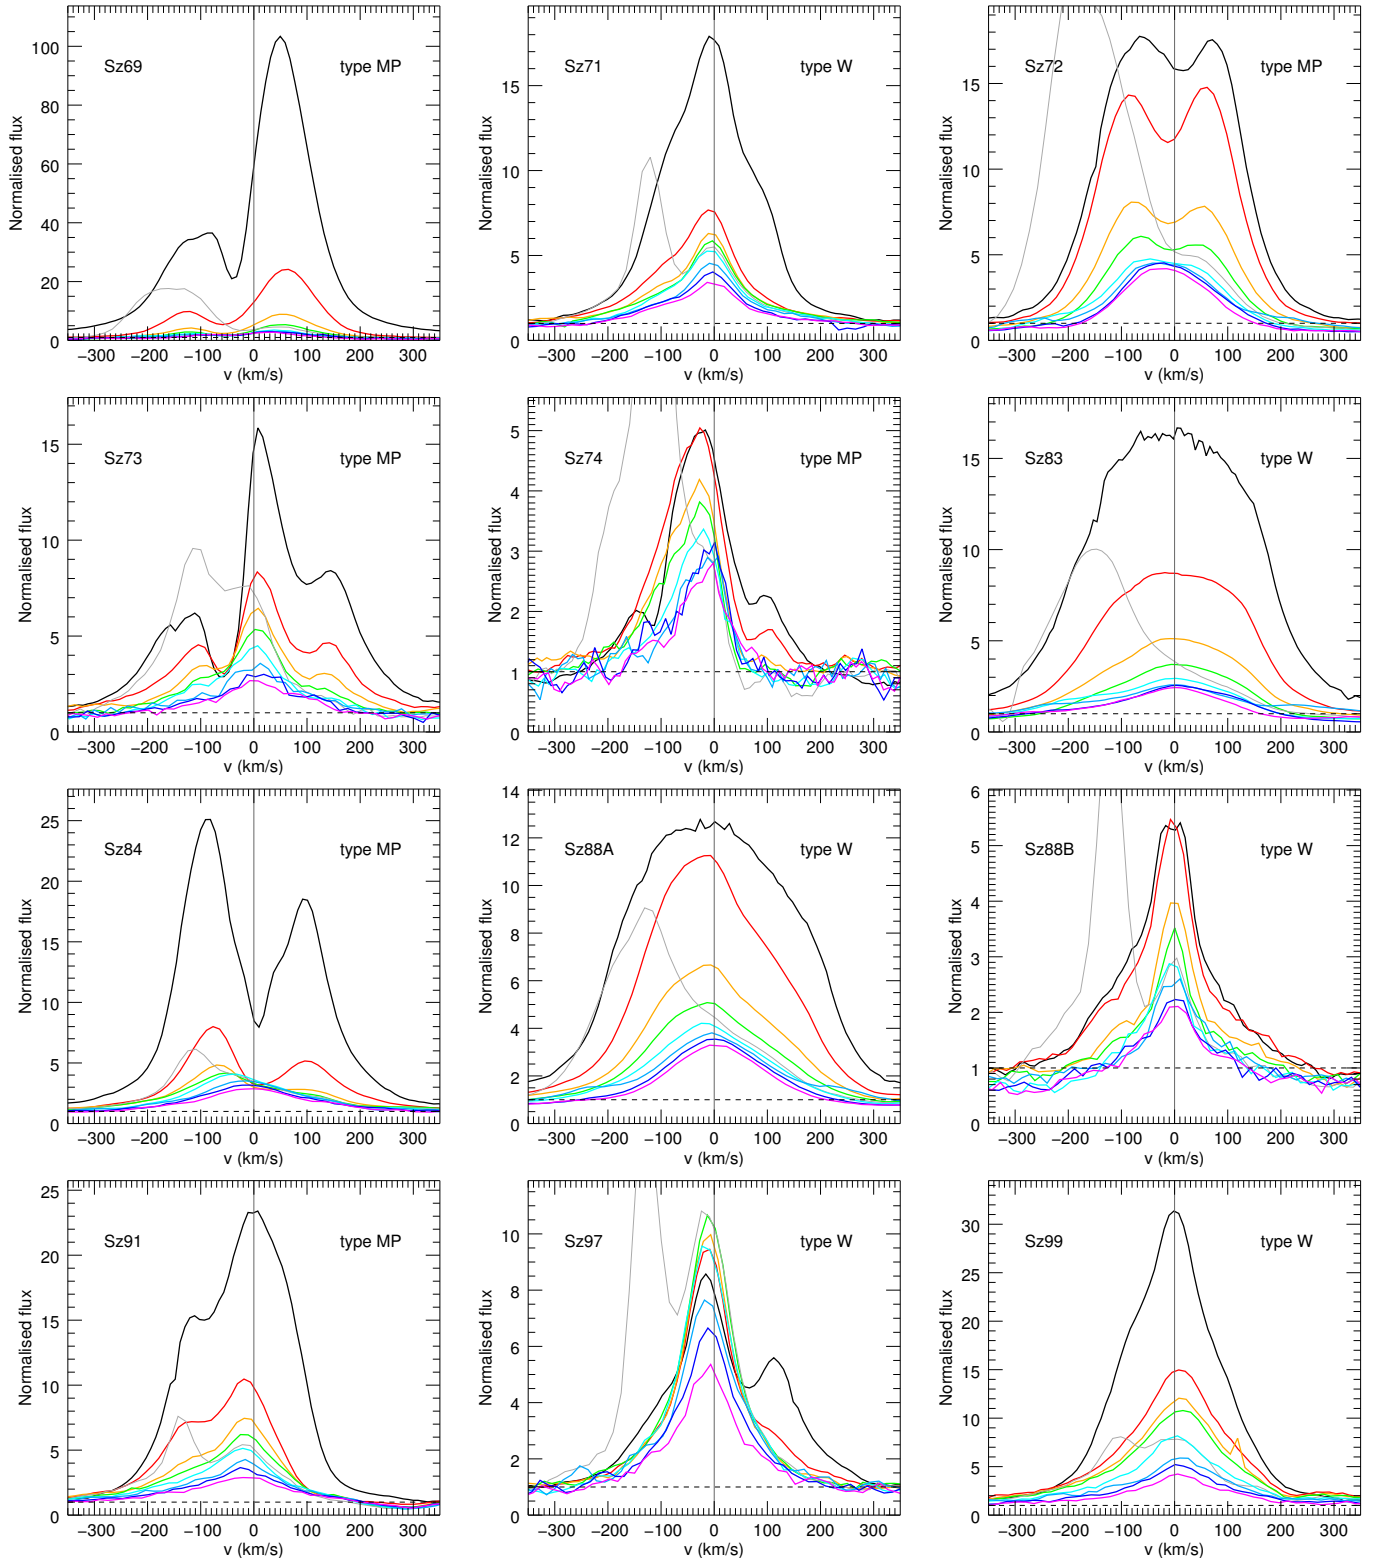 Sz69 type MP
Normalised flux
0 20 40 60 80 100
−300 −200 −100 0 100 200 300
v (km/s)
Sz71 type W
Normalised flux
0 5 10 15
−300 −200 −100 0 100 200 300
v (km/s)
Sz72 type MP
Normalised flux
0 5 10 15
−300 −200 −100 0 100 200 300
v (km/s)
Sz73 type MP
Normalised flux
0 5 10 15
−300 −200 −100 0 100 200 300
v (km/s)
Sz74 type MP
Normalised flux
0 1 2 3 4 5
−300 −200 −100 0 100 200 300
v (km/s)
Sz83 type W
Normalised flux
0 5 10 15
−300 −200 −100 0 100 200 300
v (km/s)
Sz84 type MP
Normalised flux
0 5 10 15 20 25
−300 −200 −100 0 100 200 300
v (km/s)
Sz88A type W
Normalised flux
0 2 4 6 8 10 12 14
−300 −200 −100 0 100 200 300
v (km/s)
Sz88B type W
Normalised flux
0 1 2 3 4 5 6
−300 −200 −100 0 100 200 300
v (km/s)
Sz91 type MP
Normalised flux
0 5 10 15 20 25
−300 −200 −100 0 100 200 300
v (km/s)
Sz97 type W
Normalised flux
0 2 4 6 8 10
−300 −200 −100 0 100 200 300
v (km/s)
Sz99 type W
Normalised flux
0 5 10 15 20 25 30
−300 −200 −100 0 100 200 300
v (km/s)